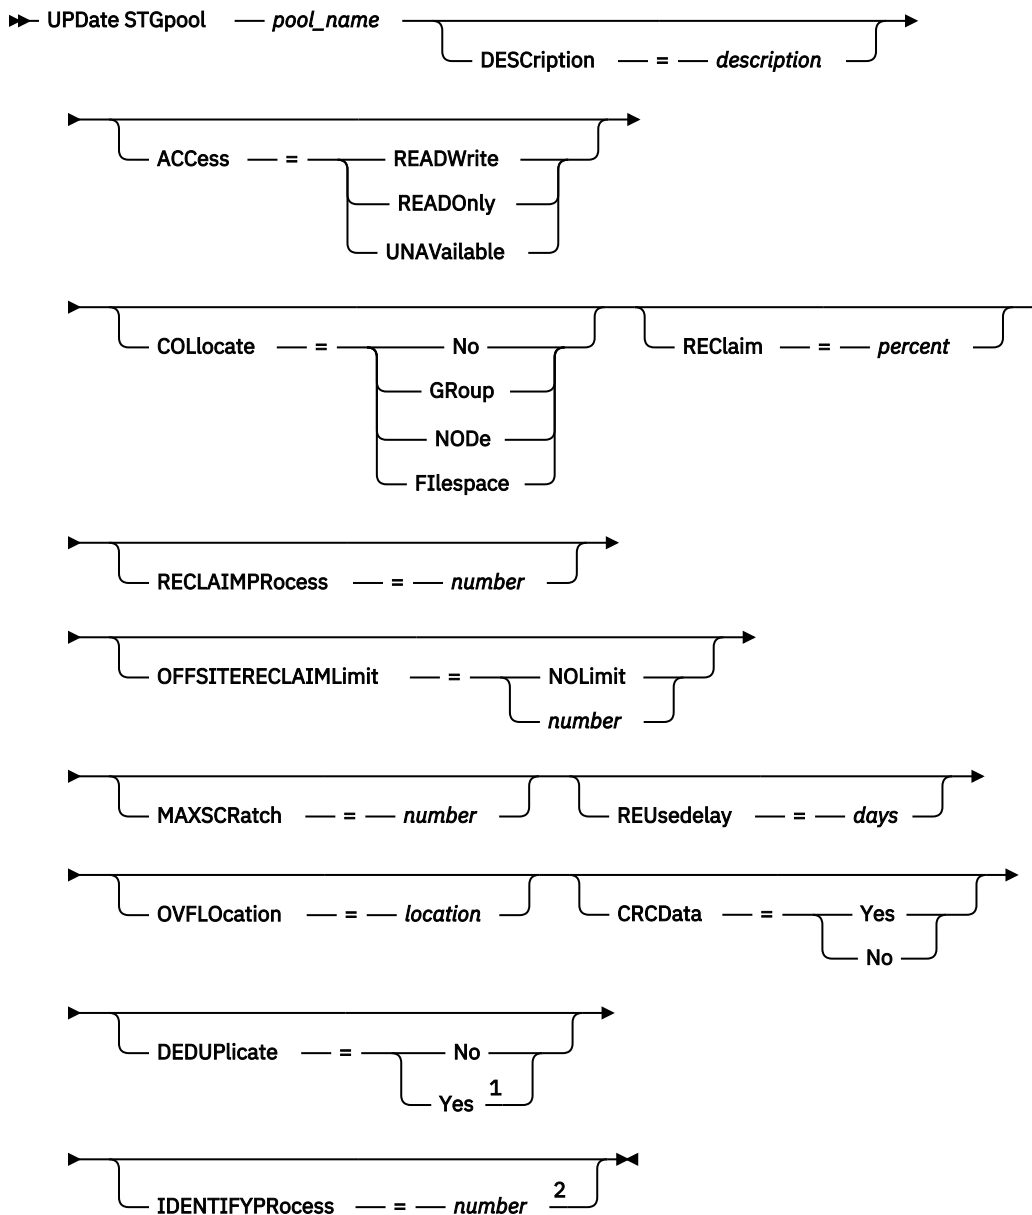 UPDate STGpool pool_name
DESCription = description
ACCess = READWrite
READOnly
UNAVailable
COLlocate = No REClaim = percent
GRoup
NODe
FIlespace
RECLAIMPRocess = number
OFFSITERECLAIMLimit = NOLimit
number
MAXSCRatch = number REUsedelay = days
OVFLOcation = location CRCData = Yes
No
DEDUPlicate = No
Yes 1
IDENTIFYPRocess = number 2